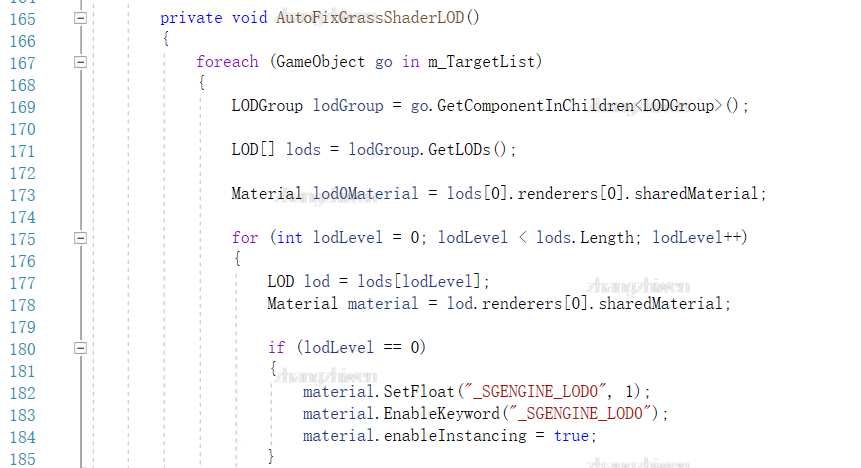 165 private void AutoFixGrassShaderLOD()
166 {
167 foreach (GameObject go in m_TargetList)
168 {
169 LODGroup lodGroup = go.GetComponentInChildren<LODGroup>();
170
171 LOD[] lods = lodGroup.GetLODs();
172
173 Material lod0Material = lods[0].renderers[0].sharedMaterial;
174
175 for (int lodLevel = 0; lodLevel < lods.Length; lodLevel++)
176 {
177 LOD lod = lods[lodLevel];
178 Material material = lod.renderers[0].sharedMaterial;
179
180 if (lodLevel == 0)
181 {
182 material.SetFloat("_SGENGINE_LOD0", 1);
183 material.EnableKeyword("_SGENGINE_LOD0");
184 material.enableInstancing = true;
185 }